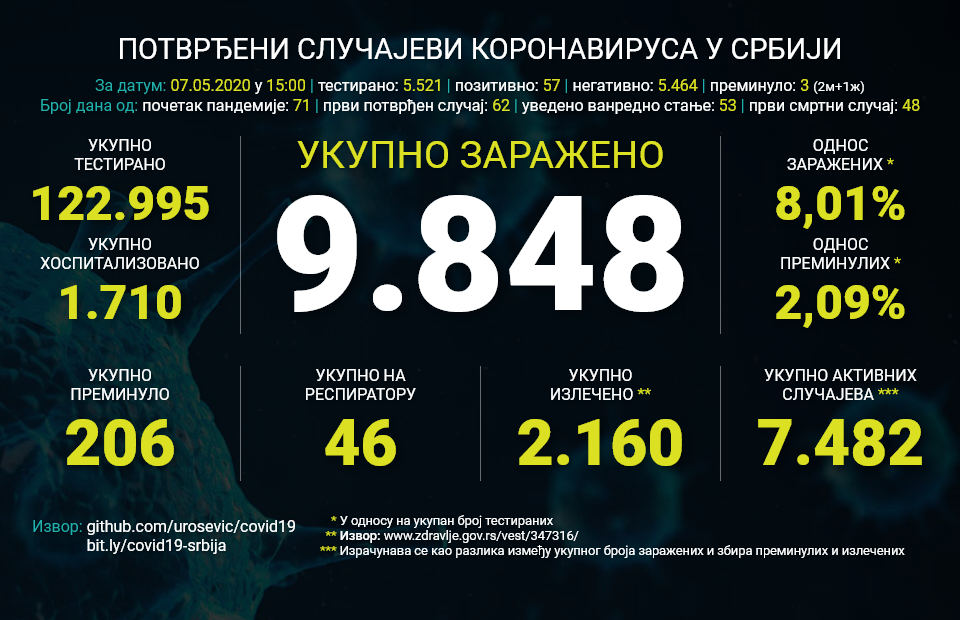 ПОТВРЂЕНИ СЛУЧАЈЕВИ КОРОНАВИРУСА У СРБИЈИ
За датум: 07.05.2020 у 15:00 | тестирано: 5.521 | позитивно: 57 | негативно: 5.464 | преминуло: 3 (2м+1ж)
Број дана од: почетак пандемије: 71 | први потврђен случај: 62 | уведено ванредно стање: 53 | први смртни случај: 48
УКУПНО
ТЕСТИРАНО
122.995
УКУПНО
ХОСПИТАЛИЗОВАНО
1.710
УКУПНО ЗАРАЖЕНО
9.848
ОДНОС
ЗАРАЖЕНИХ *
8,01%
ОДНОС
ПРЕМИНУЛИХ *
2,09%
УКУПНО
ПРЕМИНУЛО
206
УКУПНО НА
РЕСПИРАТОРУ
46
УКУПНО
ИЗЛЕЧЕНО **
2.160
УКУПНО АКТИВНИХ
СЛУЧАЈЕВА ***
7.482
Извор: github.com/urosevic/covid19
bit.ly/covid19-srbija
* У односу на укупан број тестираних
** Извор: www.zdravlje.gov.rs/vest/347316/
*** Израчунава се као разлика између укупног броја заражених и збира преминулих и излечених